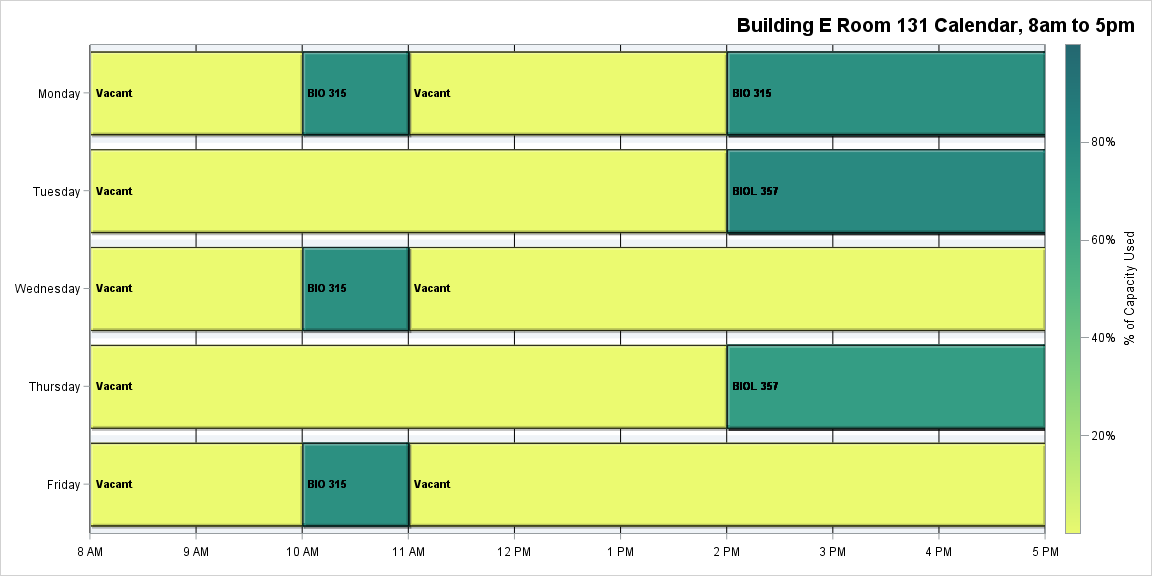 Building E Room 131 Calendar, 8am to 5pm
Monday
Vacant
BIO 315
Vacant
BIO 315
Tuesday
Vacant
BIOL 357
Wednesday
Vacant
BIO 315
Vacant
Thursday
Vacant
BIOL 357
Friday
Vacant
BIO 315
Vacant
8 AM
9 AM
10 AM
11 AM
12 PM
1 PM
2 PM
3 PM
4 PM
5 PM
80%
60%
40%
20%
% of Capacity Used